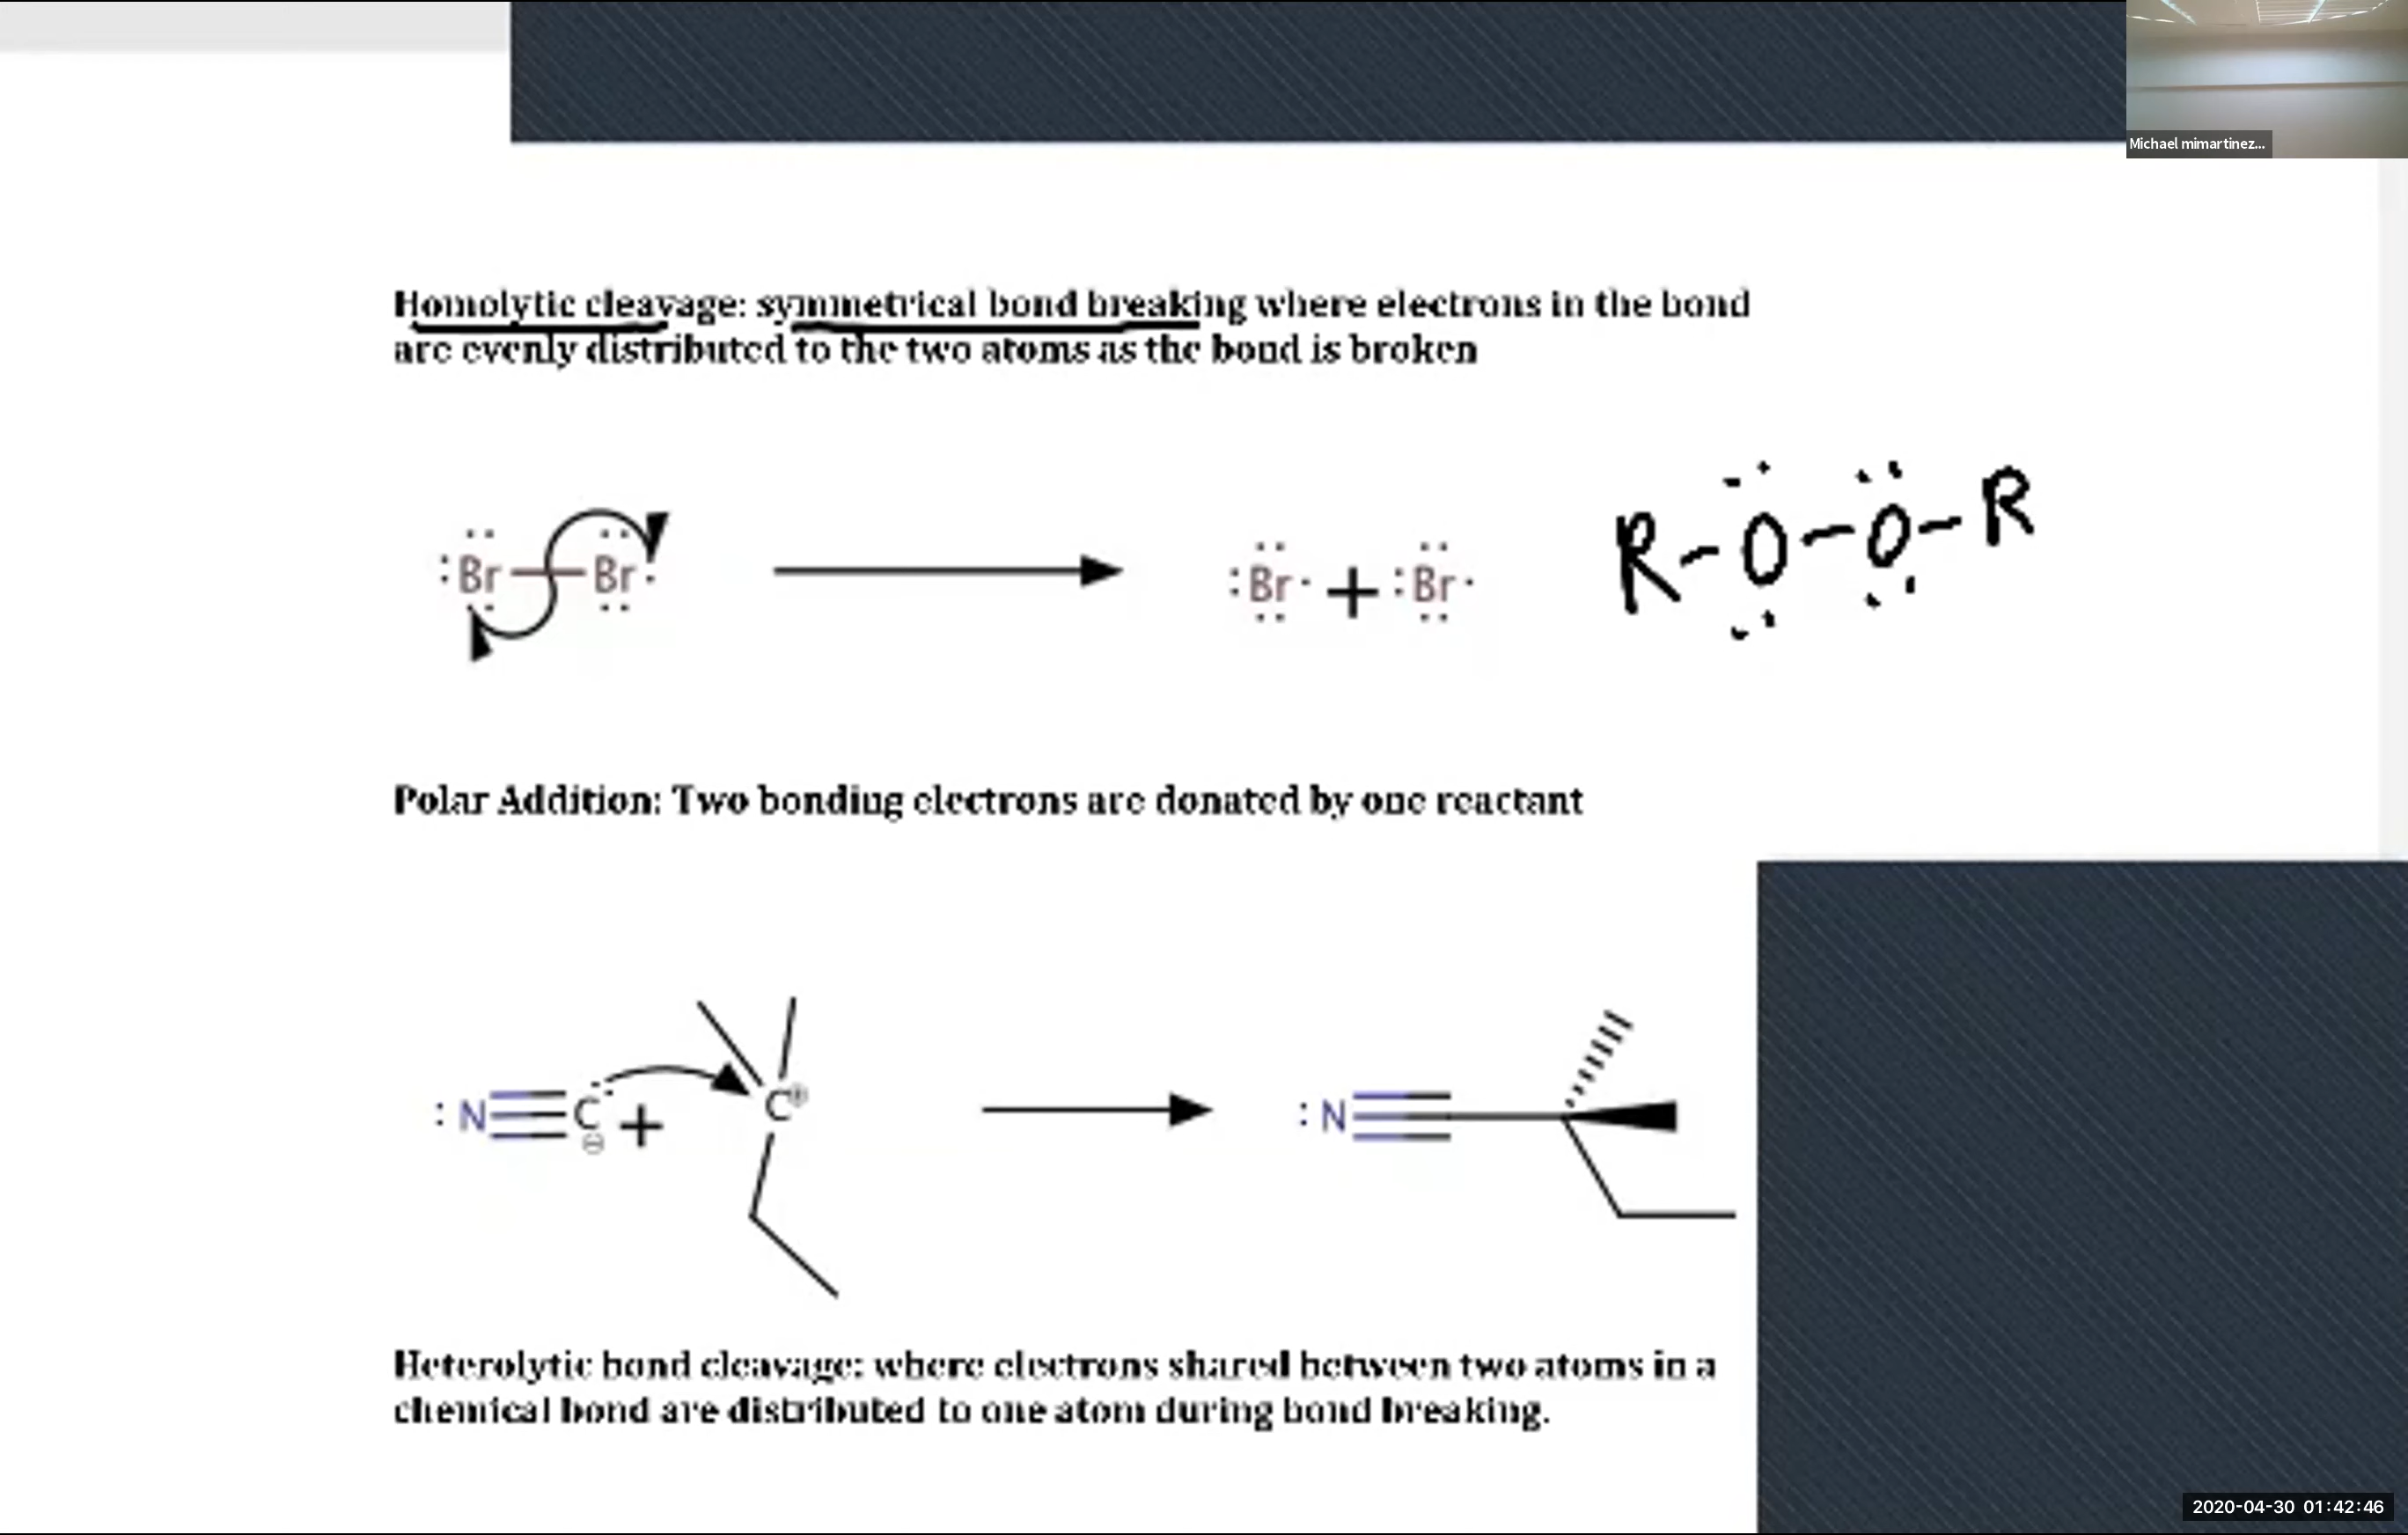 Michael mimartinez...
Homolytic cleavage: symmetrical bond breaking where electrons in the bond
are evenly distributed to the two atoms as the bond is broken
:Br—Br: :Br· + :Br· R-O-O-R
Polar Addition: Two bonding electrons are donated by one reactant
:N≡C⊖ + C⊕ :N
Heterolytic bond cleavage: where electrons shared between two atoms in a
chemical bond are distributed to one atom during bond breaking.
2020-04-30 01:42:46